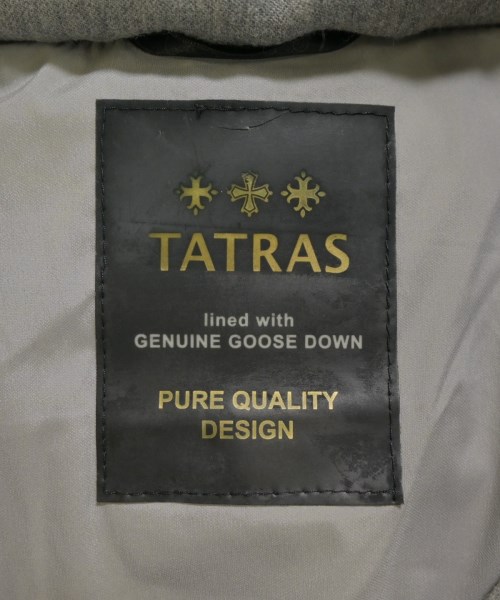 TATRAS
lined with
GENUINE GOOSE DOWN
PURE QUALITY
DESIGN